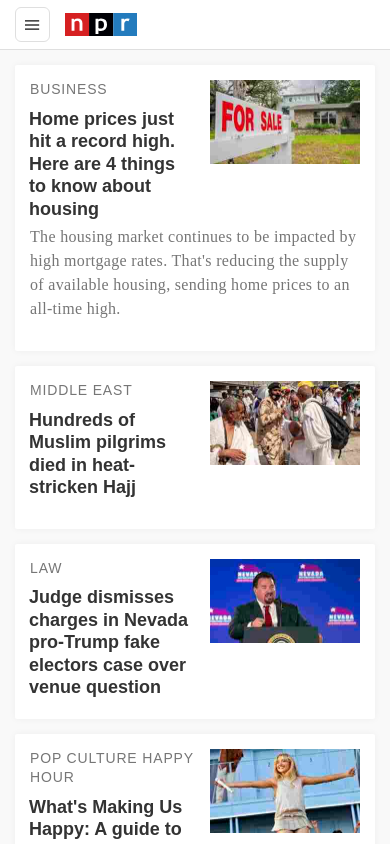 npr
BUSINESS
Home prices just
hit a record high.
Here are 4 things
to know about
housing
FOR SALE
The housing market continues to be impacted by
high mortgage rates. That's reducing the supply
of available housing, sending home prices to an
all-time high.
MIDDLE EAST
Hundreds of
Muslim pilgrims
died in heat-
stricken Hajj
LAW
Judge dismisses
charges in Nevada
pro-Trump fake
electors case over
venue question
NEVADA
NEVADA
POP CULTURE HAPPY
HOUR
What's Making Us
Happy: A guide to